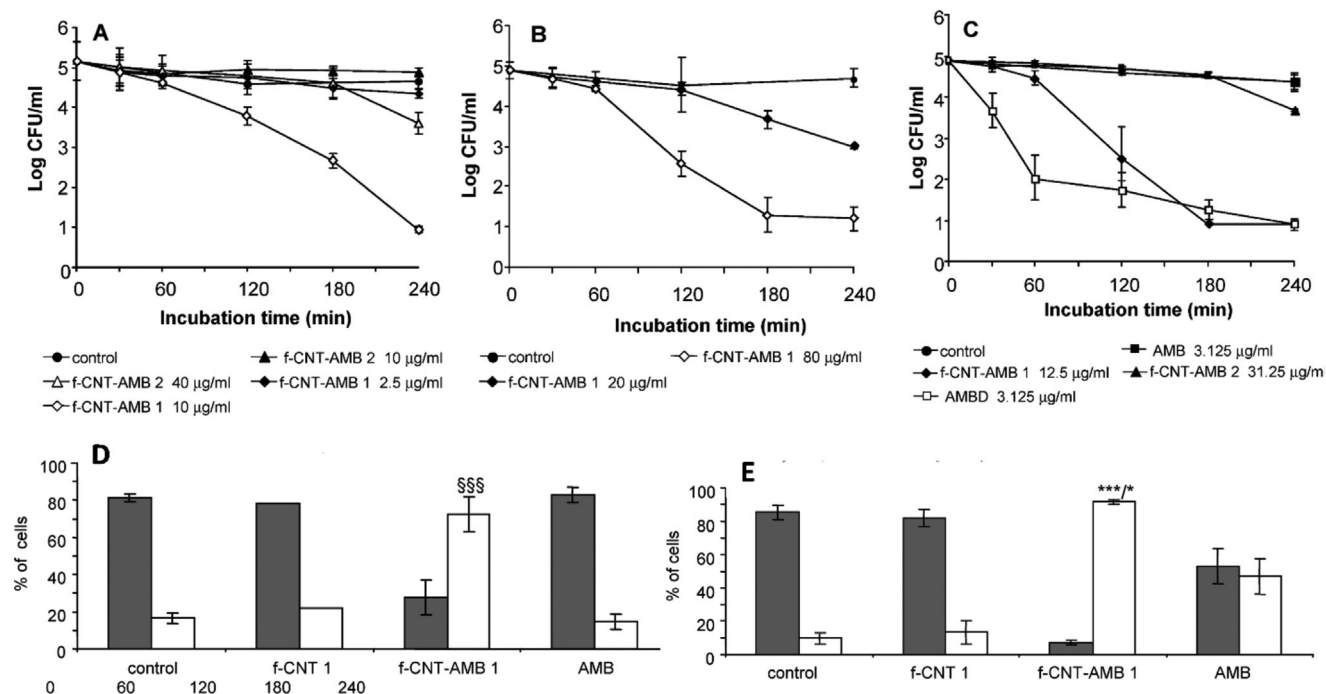 A
6
5
4
3
2
1
0
Log CFU/ml
0 60 120 180 240
Incubation time (min)
control
f-CNT-AMB 2 10 µg/ml
f-CNT-AMB 2 40 µg/ml
f-CNT-AMB 1 2.5 µg/ml
f-CNT-AMB 1 10 µg/ml
B
6
5
4
3
2
1
0
Log CFU/ml
0 60 120 180 240
Incubation time (min)
control
f-CNT-AMB 1 80 µg/ml
f-CNT-AMB 1 20 µg/ml
C
6
5
4
3
2
1
0
Log CFU/ml
0 60 120 180 240
Incubation time (min)
control
AMB 3.125 µg/ml
f-CNT-AMB 1 12.5 µg/ml
f-CNT-AMB 2 31.25 µg/ml
AMBD 3.125 µg/ml
D
100
80
60
40
20
0
% of cells
§§§
control f-CNT 1 f-CNT-AMB 1 AMB
0 60 120 180 240
E
100
80
60
40
20
0
% of cells
***/*
control f-CNT 1 f-CNT-AMB 1 AMB